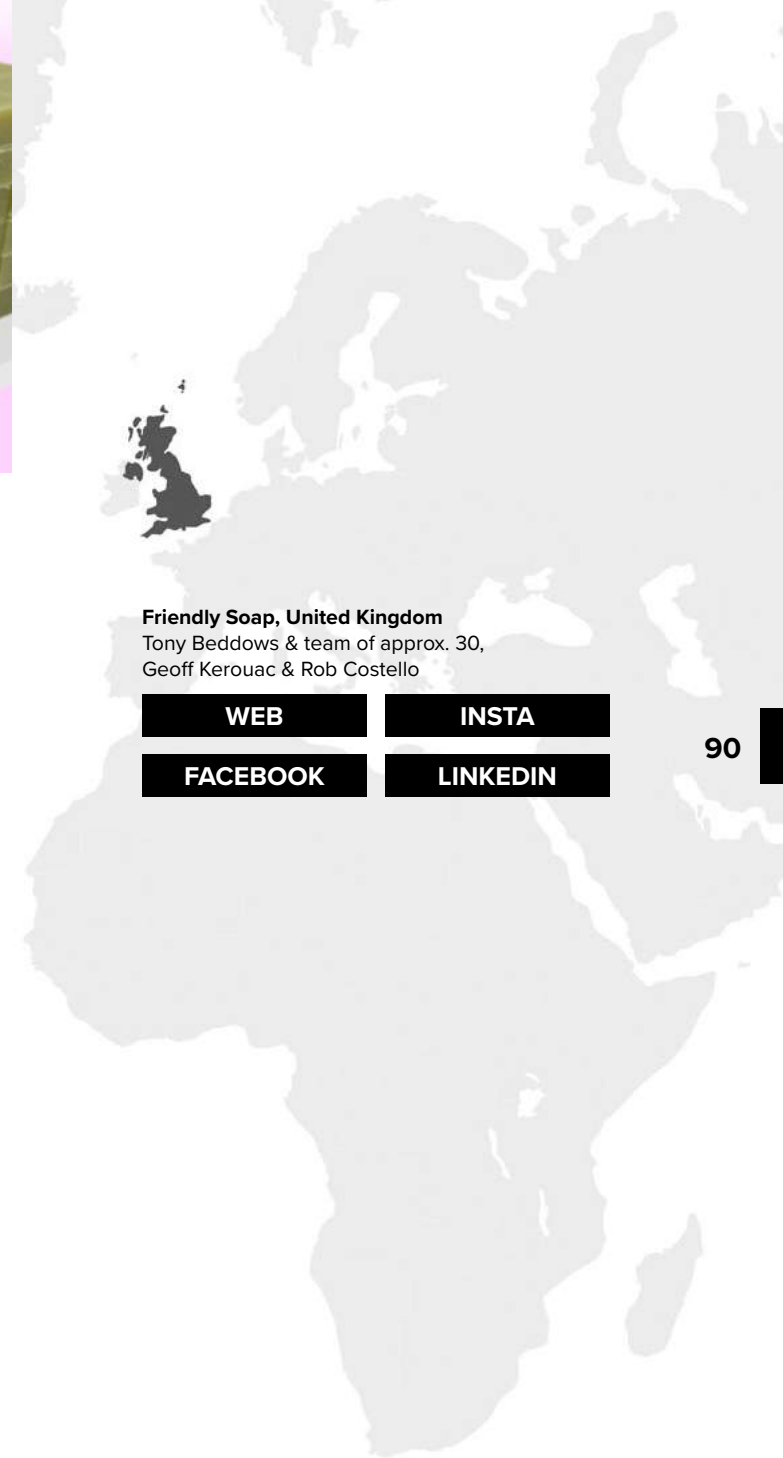 Friendly Soap, United Kingdom
Tony Beddows & team of approx. 30,
Geoff Kerouac & Rob Costello
WEB
INSTA
FACEBOOK
LINKEDIN
90